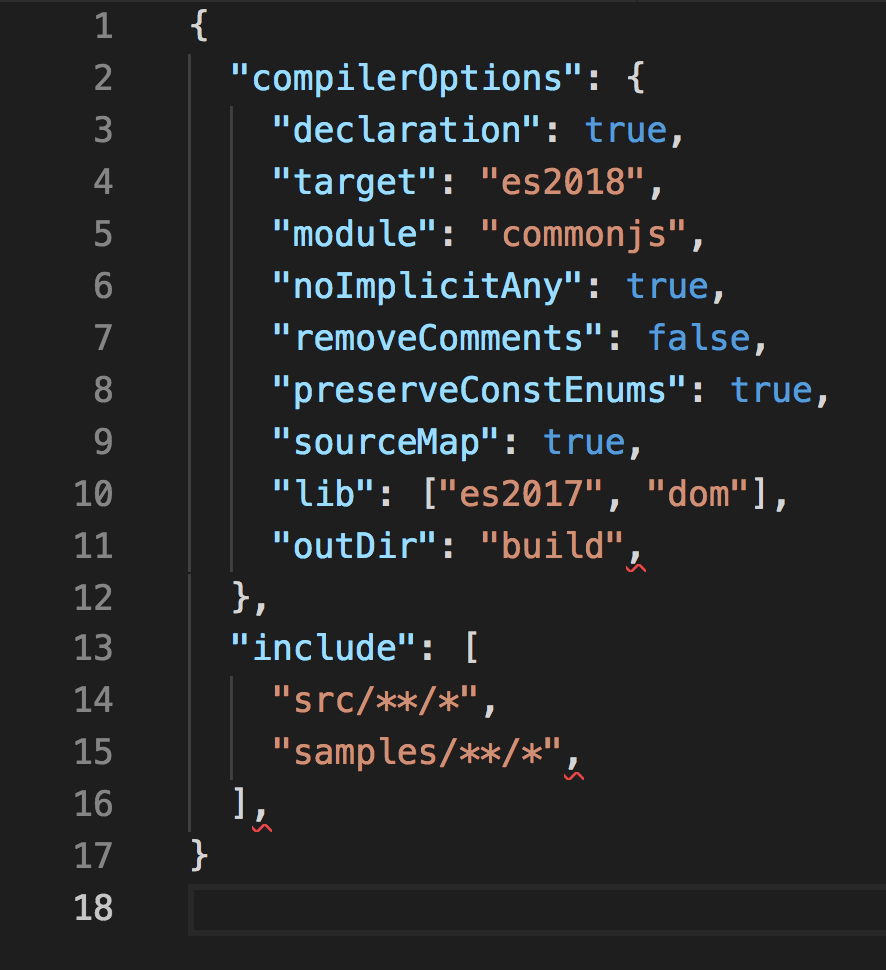 1 {
2   "compilerOptions": {
3     "declaration": true,
4     "target": "es2018",
5     "module": "commonjs",
6     "noImplicitAny": true,
7     "removeComments": false,
8     "preserveConstEnums": true,
9     "sourceMap": true,
10     "lib": ["es2017", "dom"],
11     "outDir": "build",
12   },
13   "include": [
14     "src/**/*",
15     "samples/**/*",
16   ],
17 }
18